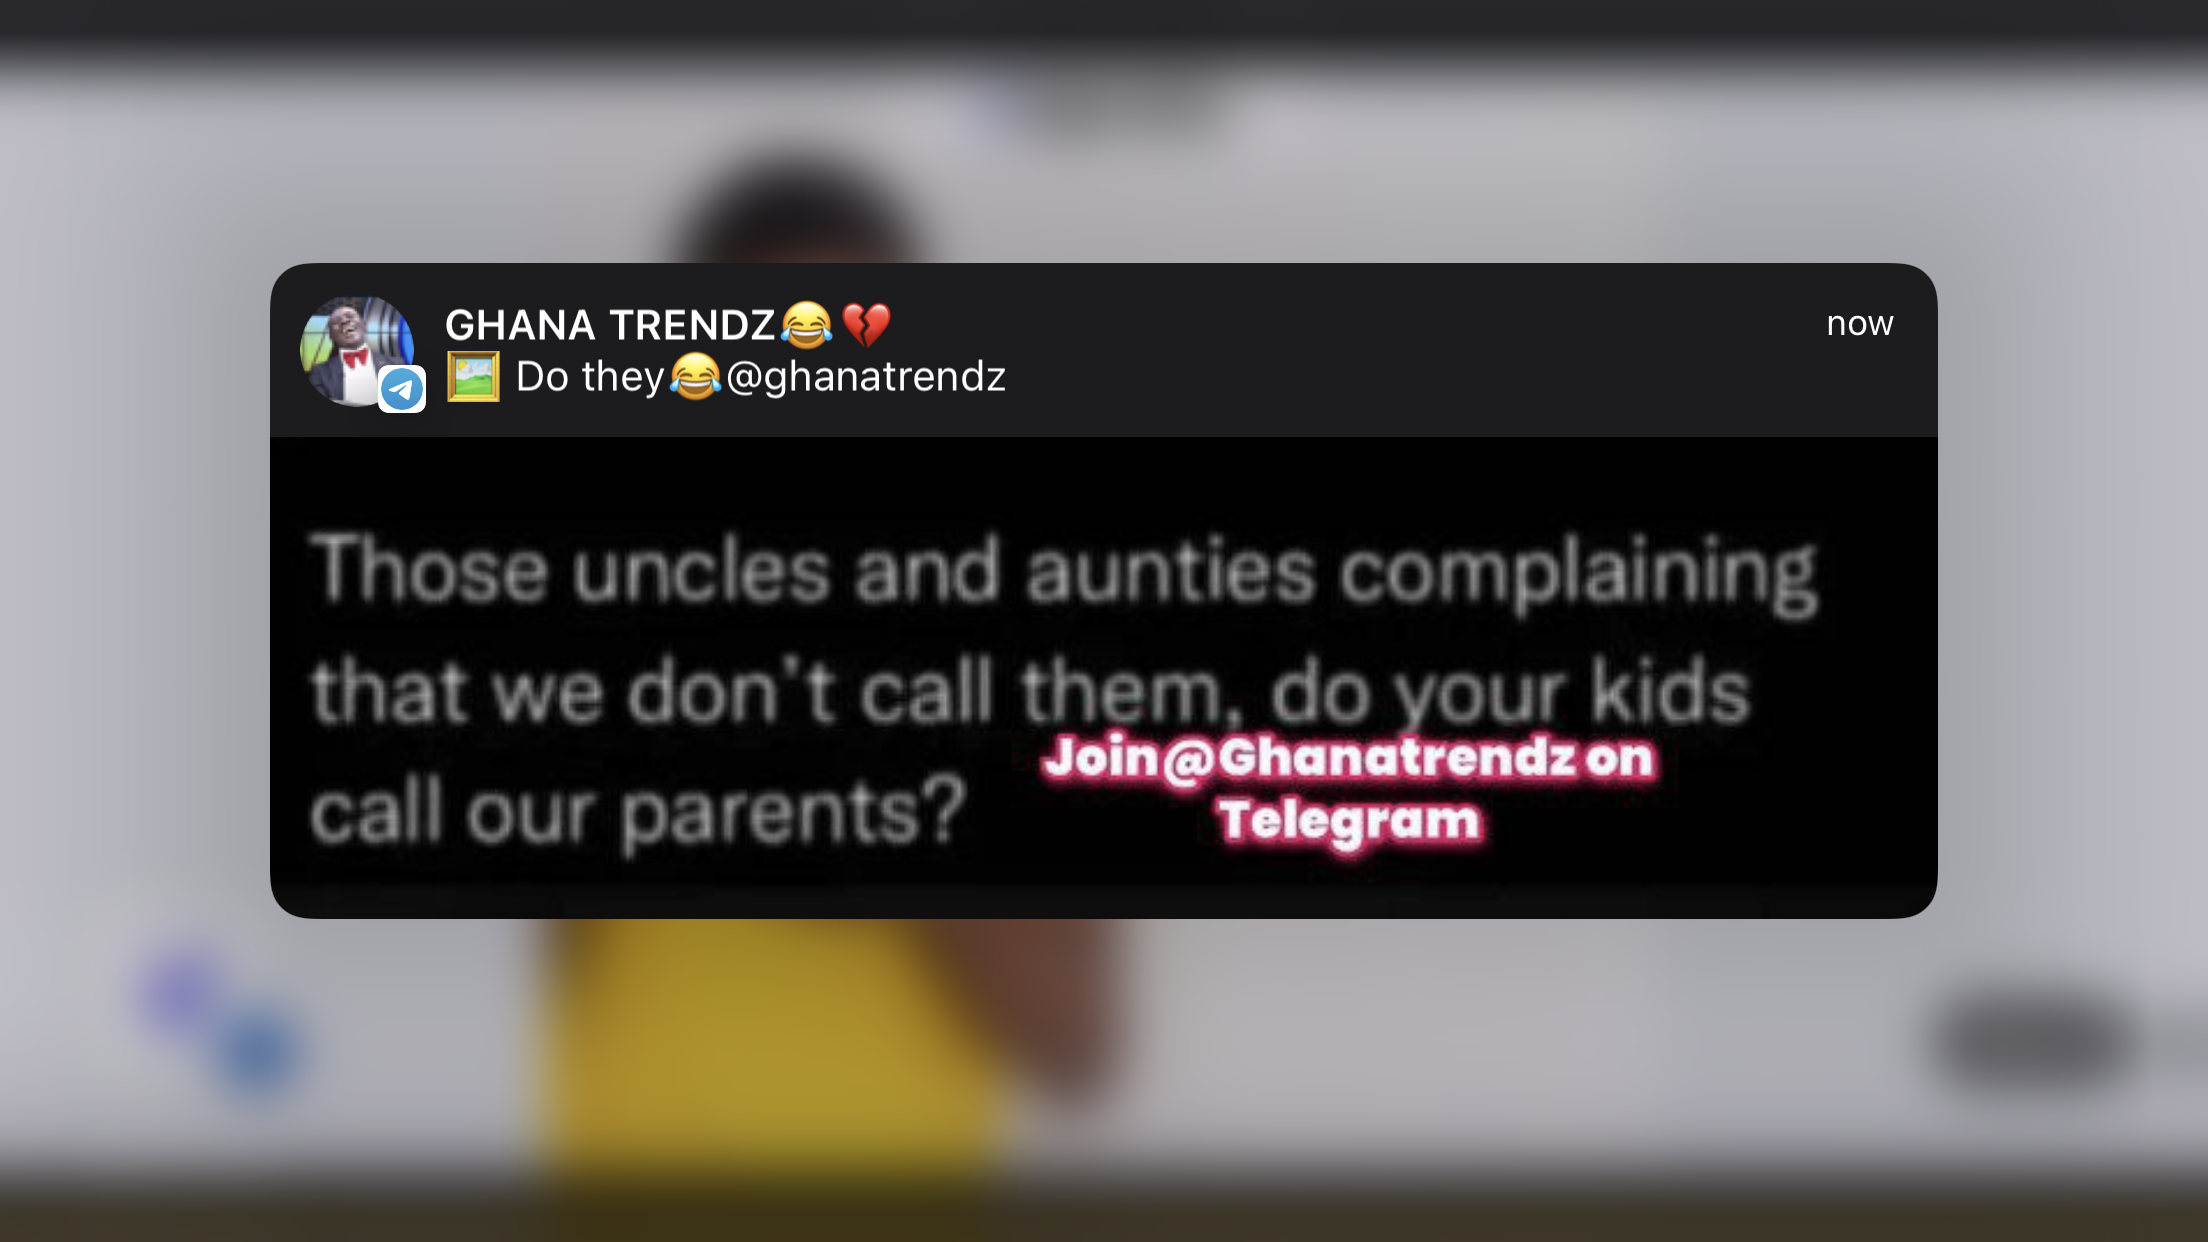 GHANA TRENDZ😂💔
now
🖼️ Do they😂@ghanatrendz
Those uncles and aunties complaining
that we don't call them, do your kids
call our parents?
Join@Ghanatrendz on
Telegram